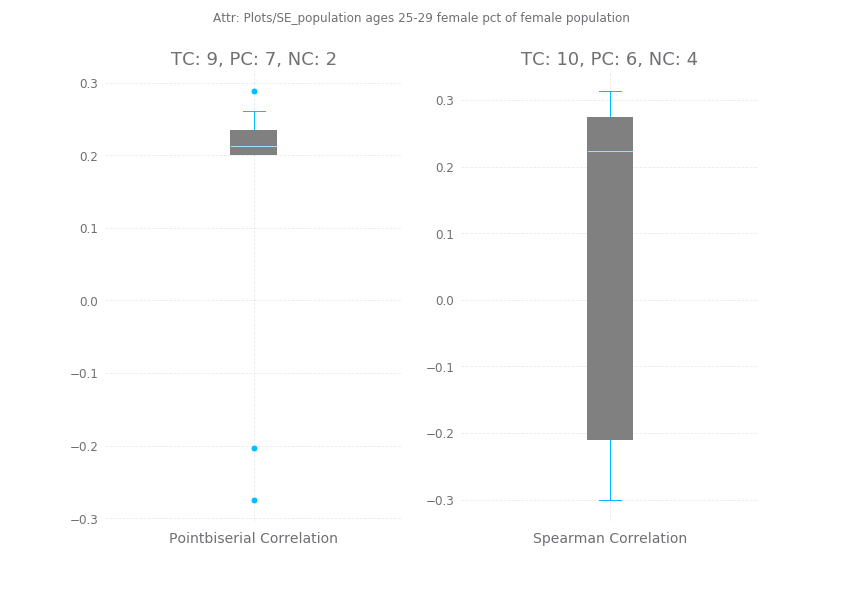 Attr: Plots/SE_population ages 25-29 female pct of female population
TC: 9, PC: 7, NC: 2
0.3
0.2
0.1
0.0
−0.1
−0.2
−0.3
Pointbiserial Correlation
TC: 10, PC: 6, NC: 4
0.3
0.2
0.1
0.0
−0.1
−0.2
−0.3
Spearman Correlation